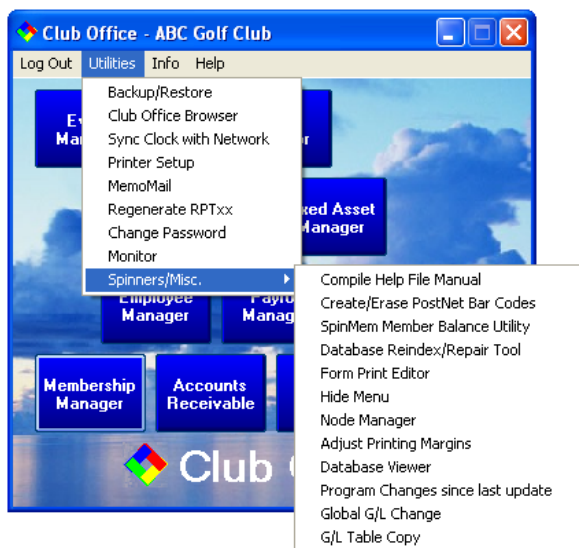 Club Office - ABC Golf Club
Log Out Utilities Info Help
Backup/Restore
Club Office Browser
Sync Clock with Network
Printer Setup
MemoMail
Regenerate RPTxx
Change Password
Monitor
Spinners/Misc.
Compile Help File Manual
Create/Erase PostNet Bar Codes
SpinMem Member Balance Utility
Database Reindex/Repair Tool
Form Print Editor
Hide Menu
Node Manager
Adjust Printing Margins
Database Viewer
Program Changes since last update
Global G/L Change
G/L Table Copy
Asset
Manager
Employee
Manager
Membership
Manager
Accounts
Receivable
Club